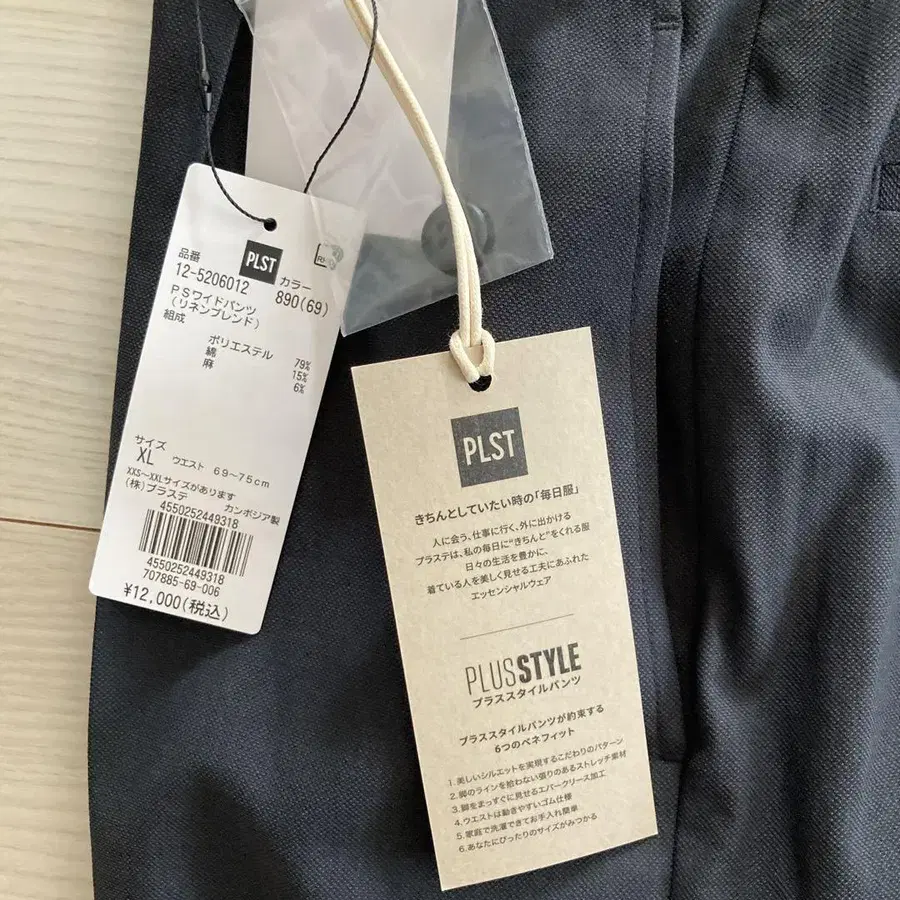 PLST
品番
カラー
12-5206012
890(69)
PSワイドパンツ
(リネンブレンド)
組成
ポリエステル 79%
綿 15%
麻 6%
サイズ
XL ウエスト 69〜75cm
XXS〜XXLサイズがあります
(株)プラステ カンボジア製
4550252449318
4550252449318
707885-69-006
¥12,000(税込)
PLST
きちんとしていたい時の「毎日服」
人に会う、仕事に行く、外に出かける
プラステは、私の毎日に“きちんと”をくれる服
日々の生活を豊かに、
着ている人を美しく見せる工夫にあふれた
エッセンシャルウェア
PLUSSTYLE
プラススタイルパンツ
プラススタイルパンツが約束する
6つのベネフィット
1.美しいシルエットを実現するこだわりのパターン
2.脚のラインを拾わない張りのあるストレッチ素材
3.脚をまっすぐに見せるエバークリース加工
4.ウエストは動きやすいゴム仕様
5.家庭で洗濯できてお手入れ簡単
6.あなたにぴったりのサイズがみつかる